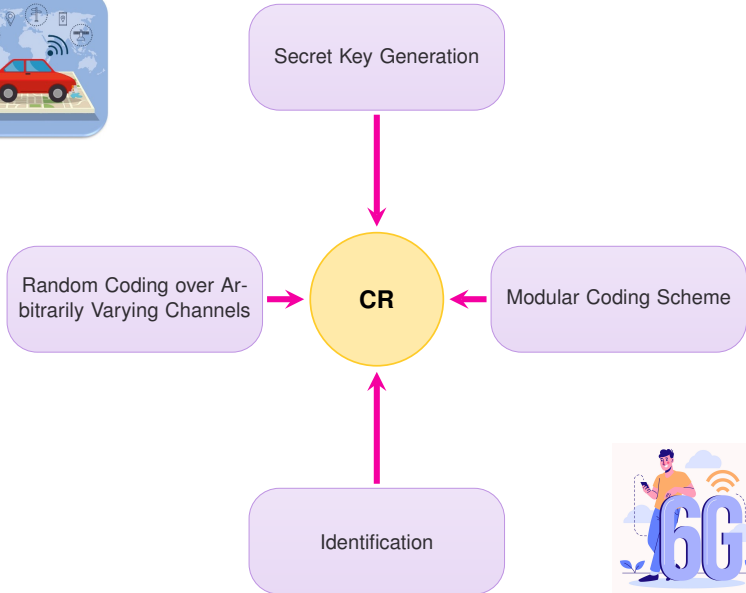 Secret Key Generation
Random Coding over Ar-
bitrarily Varying Channels
CR
Modular Coding Scheme
Identification
6G